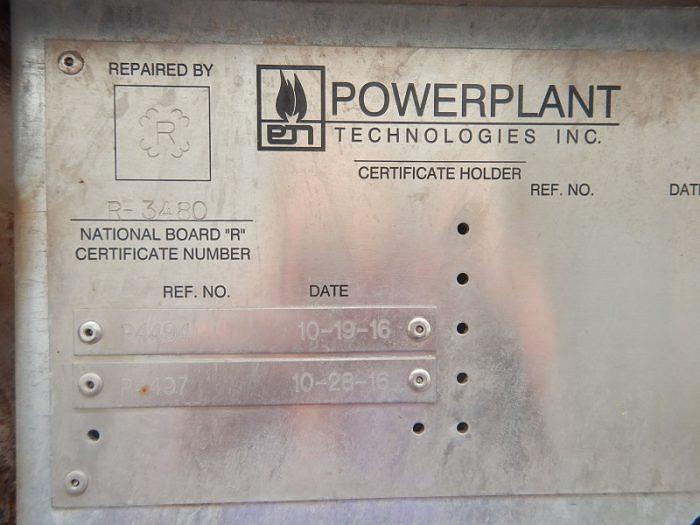 REPAIRED BY
R
POWERPLANT
TECHNOLOGIES INC.
CERTIFICATE HOLDER
R-3480
NATIONAL BOARD "R"
CERTIFICATE NUMBER
REF. NO. DATE
REF. NO.
10-19-16
10-28-16